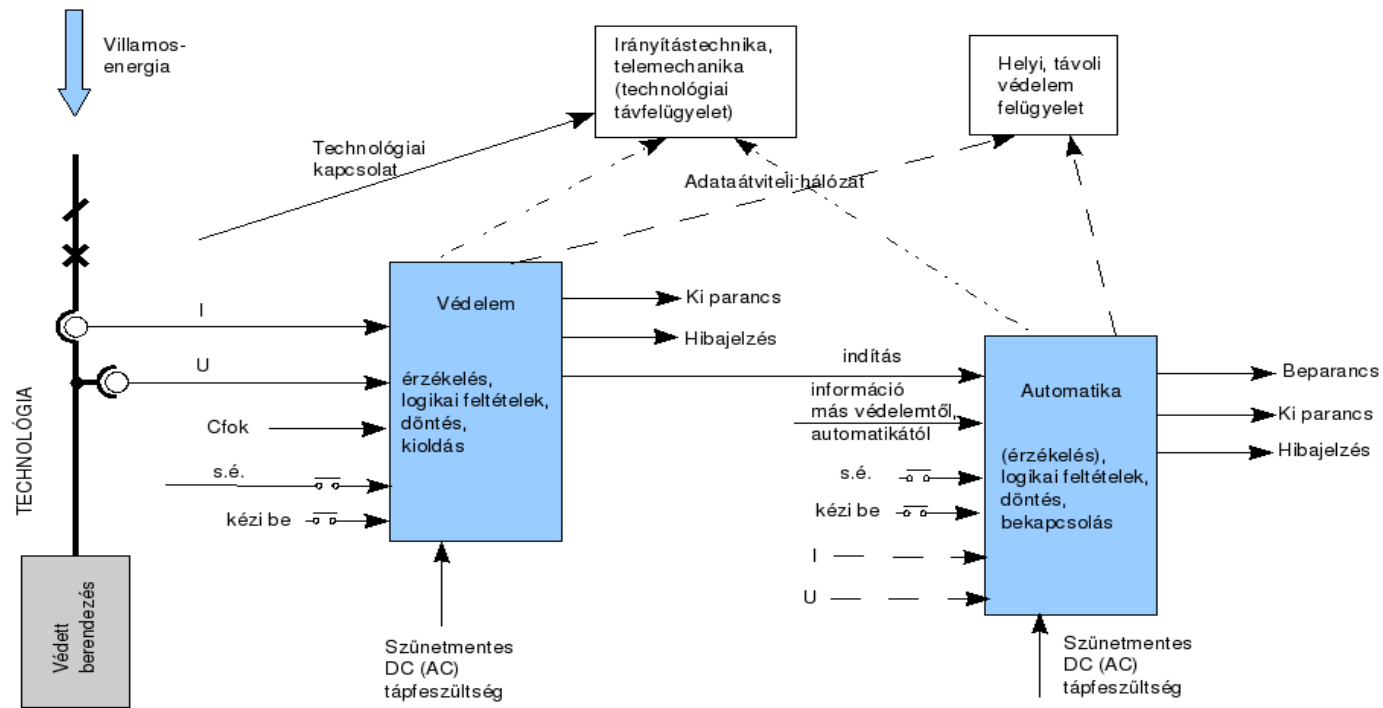 Villamos-
energia
Irányítástechnika,
telemechanika
(technológiai
távfelügyelet)
Helyi, távoli
védelem
felügyelet
Technológiai
kapcsolat
Adataátviteli hálózat
I
U
Cfok
s.é.
kézi be
Védelem
érzékelés,
logikai feltételek,
döntés,
kioldás
Ki parancs
Hibajelzés
indítás
információ
más védelemtől,
automatikától
s.é.
kézi be
I
U
Automatika
(érzékelés),
logikai feltételek,
döntés,
bekapcsolás
Beparancs
Ki parancs
Hibajelzés
TECHNOLÓGIA
Védett
berendezés
Szünetmentes
DC (AC)
tápfeszültség
Szünetmentes
DC (AC)
tápfeszültség